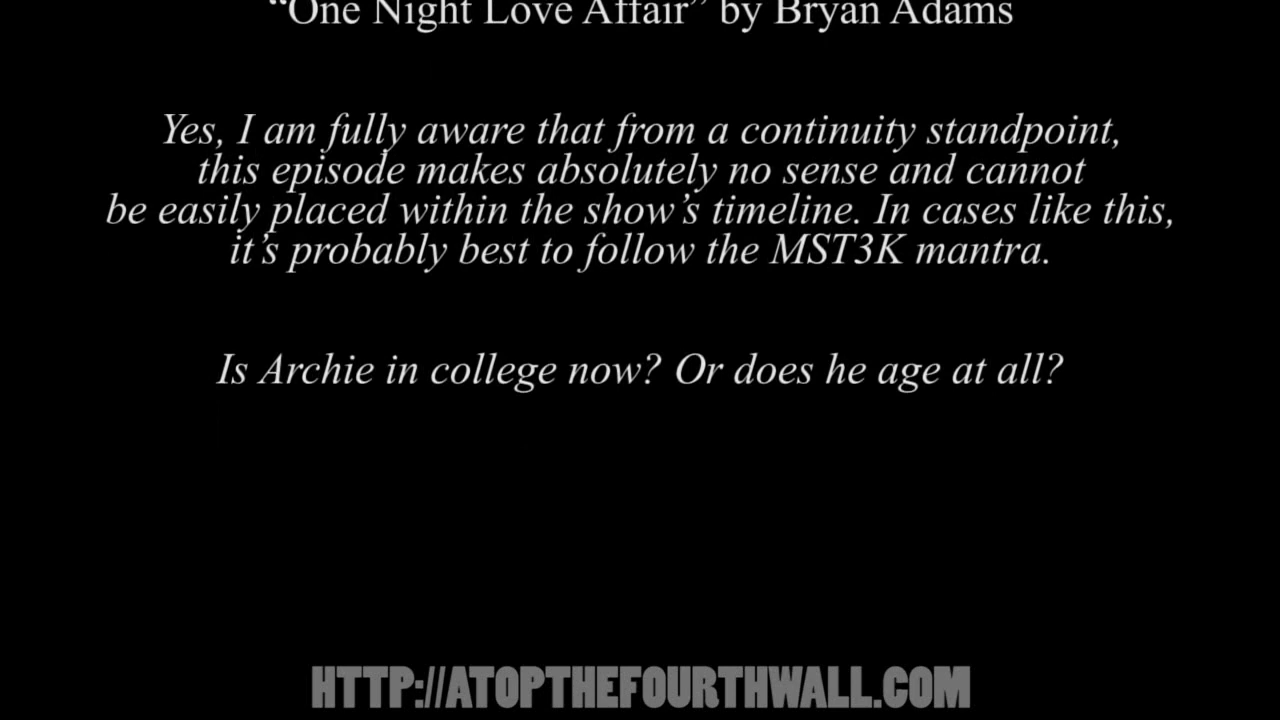 “One Night Love Affair” by Bryan Adams
Yes, I am fully aware that from a continuity standpoint,
this episode makes absolutely no sense and cannot
be easily placed within the show’s timeline. In cases like this,
it’s probably best to follow the MST3K mantra.
Is Archie in college now? Or does he age at all?
HTTP://ATOPTHEFOURTHWALL.COM